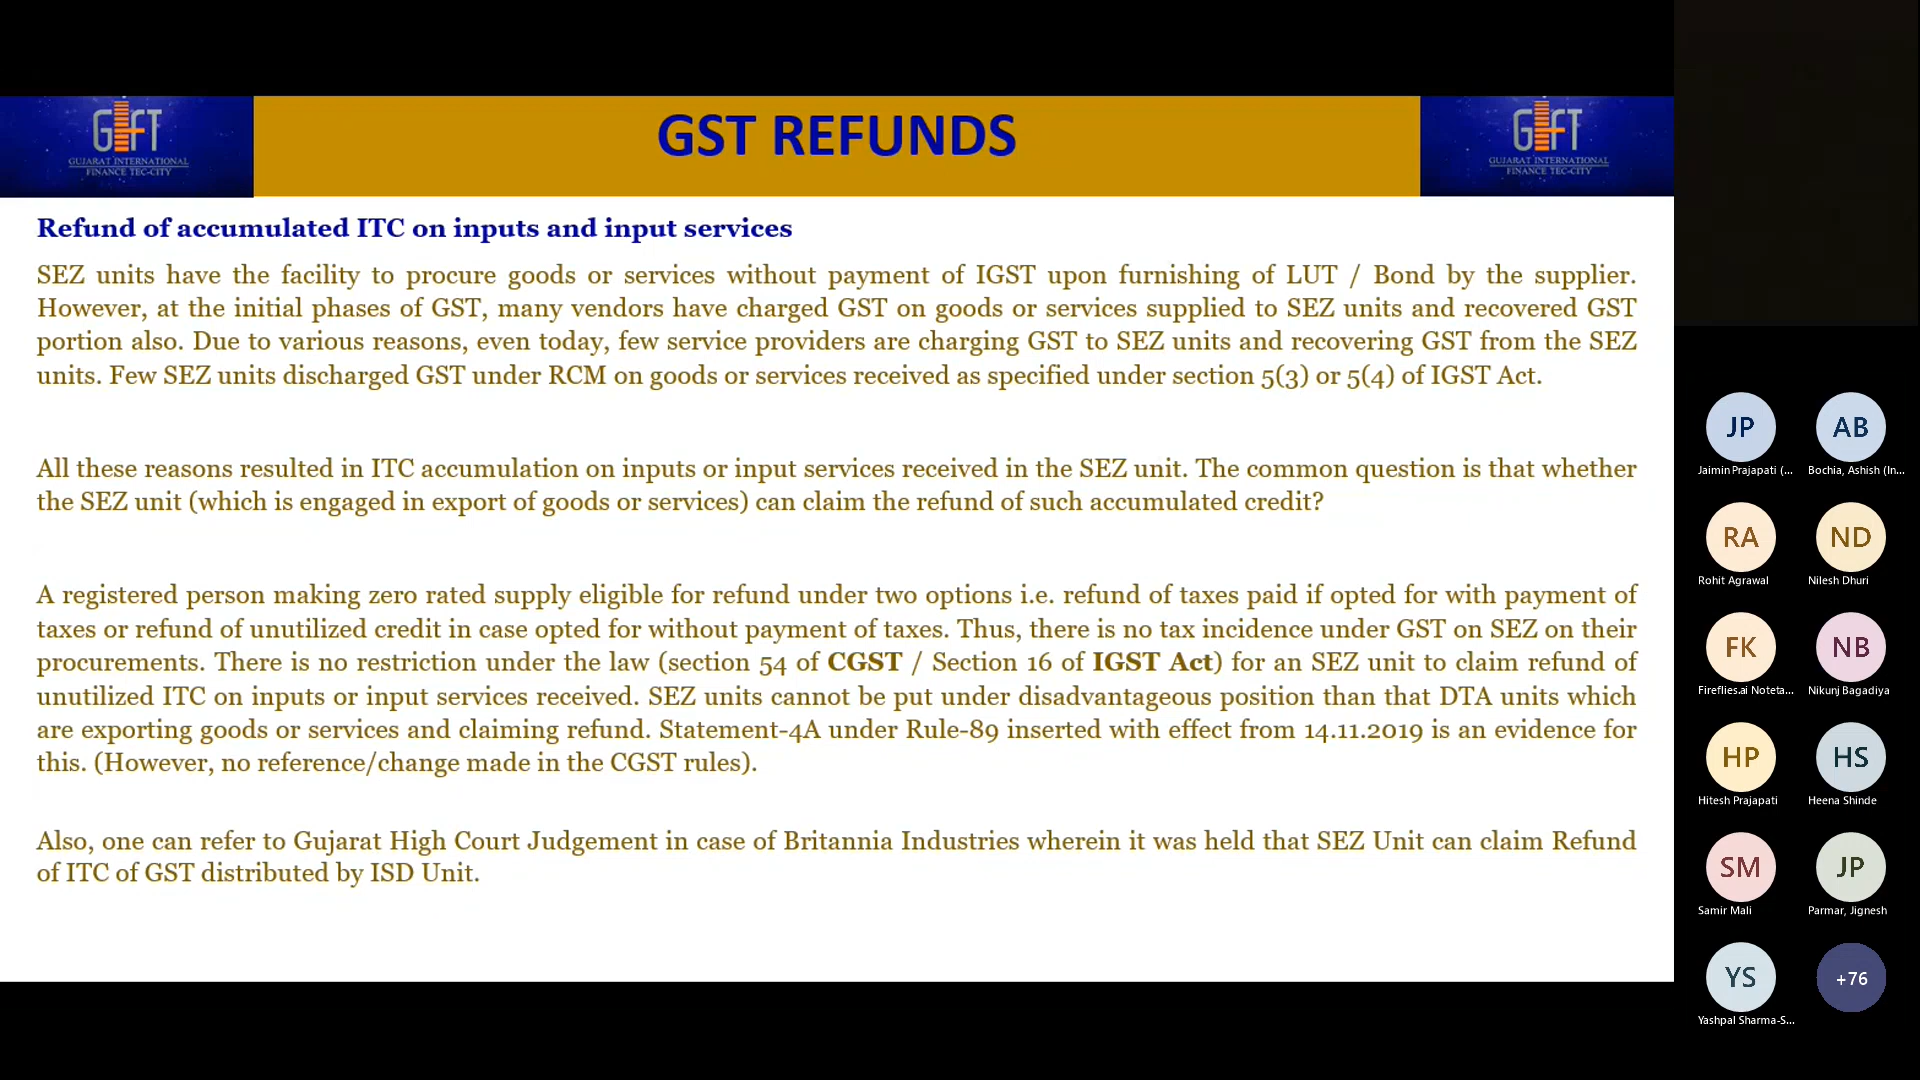 GIFT
GUJARAT INTERNATIONAL
FINANCE TEC-CITY
GST REFUNDS
GIFT
GUJARAT INTERNATIONAL
FINANCE TEC-CITY
Refund of accumulated ITC on inputs and input services
SEZ units have the facility to procure goods or services without payment of IGST upon furnishing of LUT / Bond by the supplier.
However, at the initial phases of GST, many vendors have charged GST on goods or services supplied to SEZ units and recovered GST
portion also. Due to various reasons, even today, few service providers are charging GST to SEZ units and recovering GST from the SEZ
units. Few SEZ units discharged GST under RCM on goods or services received as specified under section 5(3) or 5(4) of IGST Act.
All these reasons resulted in ITC accumulation on inputs or input services received in the SEZ unit. The common question is that whether
the SEZ unit (which is engaged in export of goods or services) can claim the refund of such accumulated credit?
A registered person making zero rated supply eligible for refund under two options i.e. refund of taxes paid if opted for with payment of
taxes or refund of unutilized credit in case opted for without payment of taxes. Thus, there is no tax incidence under GST on SEZ on their
procurements. There is no restriction under the law (section 54 of CGST / Section 16 of IGST Act) for an SEZ unit to claim refund of
unutilized ITC on inputs or input services received. SEZ units cannot be put under disadvantageous position than that DTA units which
are exporting goods or services and claiming refund. Statement-4A under Rule-89 inserted with effect from 14.11.2019 is an evidence for
this. (However, no reference/change made in the CGST rules).
Also, one can refer to Gujarat High Court Judgement in case of Britannia Industries wherein it was held that SEZ Unit can claim Refund
of ITC of GST distributed by ISD Unit.
JP AB
Jaimin Prajapati (... Bochia, Ashish (In...
RA ND
Rohit Agrawal Nilesh Dhuri
FK NB
Fireflies.ai Noteta... Nikunj Bagadiya
HP HS
Hitesh Prajapati Heena Shinde
SM JP
Samir Mali Parmar, Jignesh
YS +76
Yashpal Sharma-S...